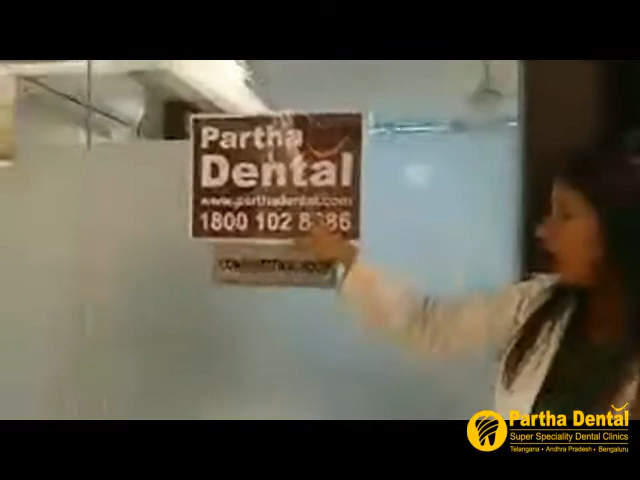 Partha
Dental
www.parthadental.com
1800 102 8686
Partha Dental
Super Speciality Dental Clinics
Telangana • Andhra Pradesh • Bengaluru